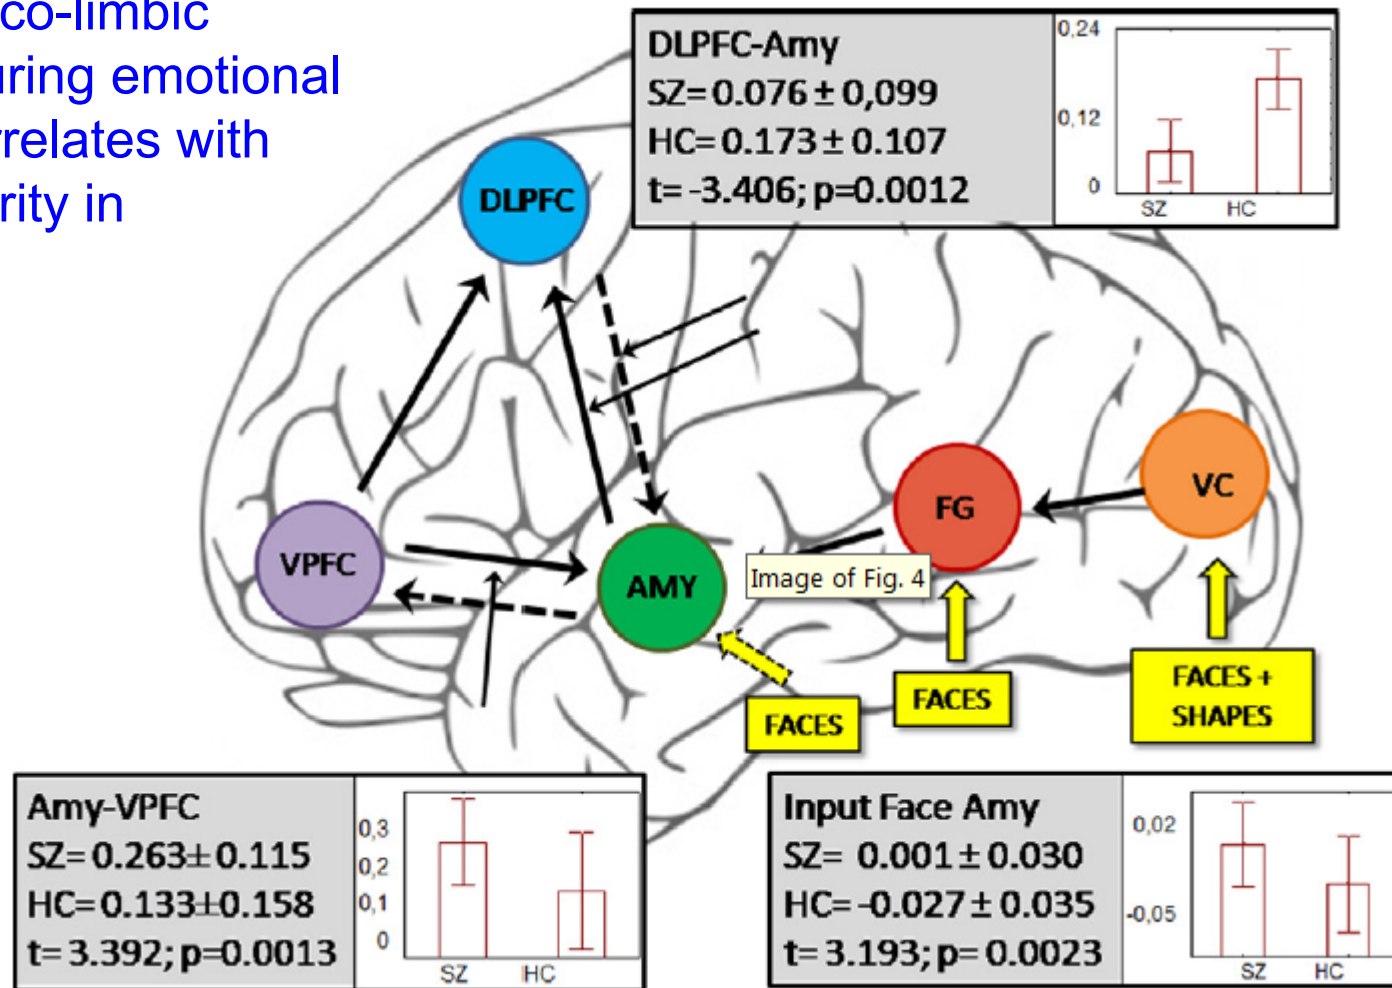 co-limbic
uring emotional
rrelates with
rity in
DLPFC-Amy
SZ= 0.076 ± 0,099
HC= 0.173 ± 0.107
t= -3.406; p=0.0012
0,24
0,12
0
SZ HC
DLPFC
VPFC
AMY
FG
VC
Image of Fig. 4
FACES
FACES
FACES +
SHAPES
Amy-VPFC
SZ= 0.263± 0.115
HC= 0.133±0.158
t= 3.392; p=0.0013
0,3
0,2
0,1
0
SZ HC
Input Face Amy
SZ= 0.001 ± 0.030
HC= -0.027 ± 0.035
t= 3.193; p= 0.0023
0,02
-0,05
SZ HC